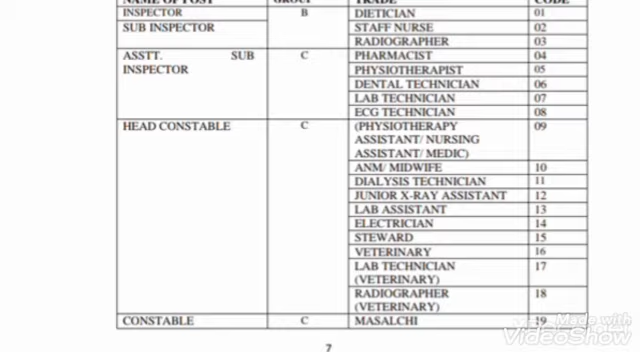 NAME OF POST GROUP TRADE CODE
INSPECTOR B DIETICIAN 01
SUB INSPECTOR STAFF NURSE 02
RADIOGRAPHER 03
ASSTT. SUB C PHARMACIST 04
INSPECTOR PHYSIOTHERAPIST 05
DENTAL TECHNICIAN 06
LAB TECHNICIAN 07
ECG TECHNICIAN 08
HEAD CONSTABLE C (PHYSIOTHERAPY 09
ASSISTANT/ NURSING
ASSISTANT/ MEDIC)
ANM/ MIDWIFE 10
DIALYSIS TECHNICIAN 11
JUNIOR X-RAY ASSISTANT 12
LAB ASSISTANT 13
ELECTRICIAN 14
STEWARD 15
VETERINARY 16
LAB TECHNICIAN 17
(VETERINARY)
RADIOGRAPHER 18
(VETERINARY)
CONSTABLE C MASALCHI 19
Made with
VideoShow
7